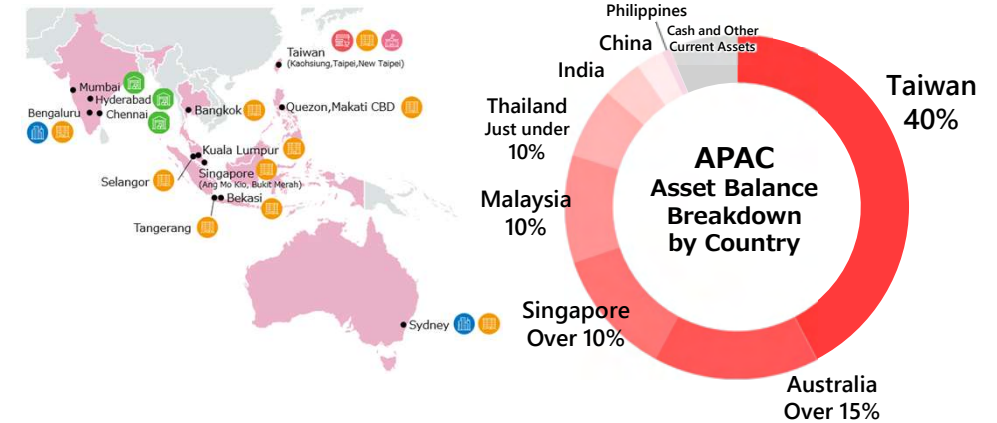 Taiwan
(Kaohsiung,Taipei,New Taipei)
Mumbai
Hyderabad
Bengaluru
Chennai
Bangkok
Quezon,Makati CBD
Kuala Lumpur
Singapore
(Ang Mo Kio, Bukit Merah)
Selangor
Bekasi
Tangerang
Sydney
Philippines
Cash and Other
Current Assets
China
India
Thailand
Just under
10%
Malaysia
10%
Singapore
Over 10%
Australia
Over 15%
Taiwan
40%
APAC
Asset Balance
Breakdown
by Country